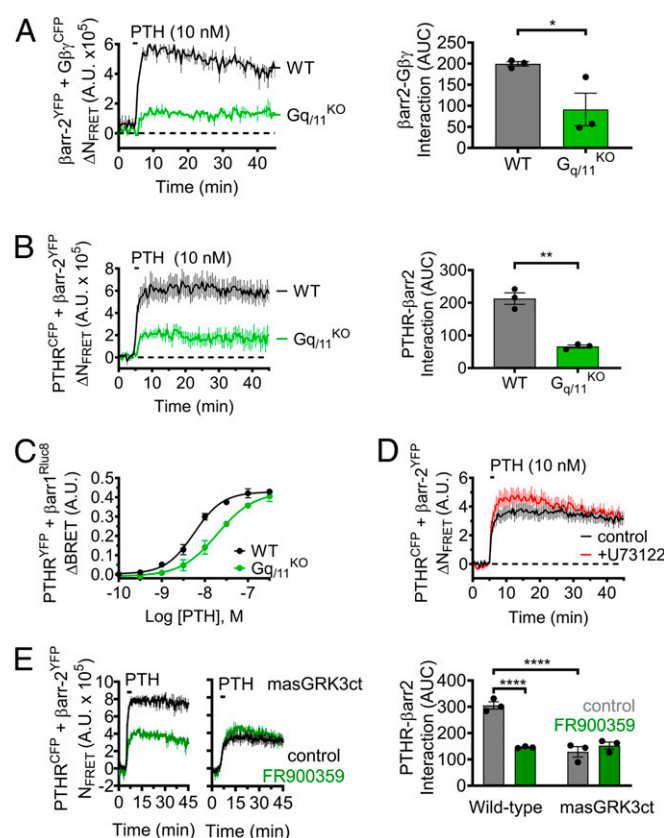 A
PTH (10 nM)
βarr-2YFP + GβγCFP
ΔNFRET (A.U. x105)
6
4
2
0
WT
Gq/11KO
0 10 20 30 40
Time (min)
βarr2-Gβγ
Interaction (AUC)
250
200
150
100
50
0
*
WT
Gq/11KO
B
PTH (10 nM)
PTHRCFP + βarr-2YFP
ΔNFRET (A.U. x 105)
8
6
4
2
0
WT
Gq/11KO
0 10 20 30 40
Time (min)
PTHR-βarr2
Interaction (AUC)
300
200
100
0
**
WT
Gq/11KO
C
PTHRYFP + βarr1Rluc8
ΔBRET (A.U.)
0.5
0.4
0.3
0.2
0.1
0.0
WT
Gq/11KO
-10 -9 -8 -7 -6
Log [PTH], M
D
PTH (10 nM)
PTHRCFP + βarr-2YFP
ΔNFRET (A.U.)
6
4
2
0
control
+U73122
0 10 20 30 40
Time (min)
E
PTHRCFP + βarr-2YFP
NFRET (A.U. x 105)
10
8
6
4
2
0
-2
PTH
PTH
masGRK3ct
control
FR900359
0 15 30 45
0 15 30 45
Time (min)
Time (min)
PTHR-βarr2
Interaction (AUC)
400
300
200
100
0
****
****
control
FR900359
Wild-type
masGRK3ct